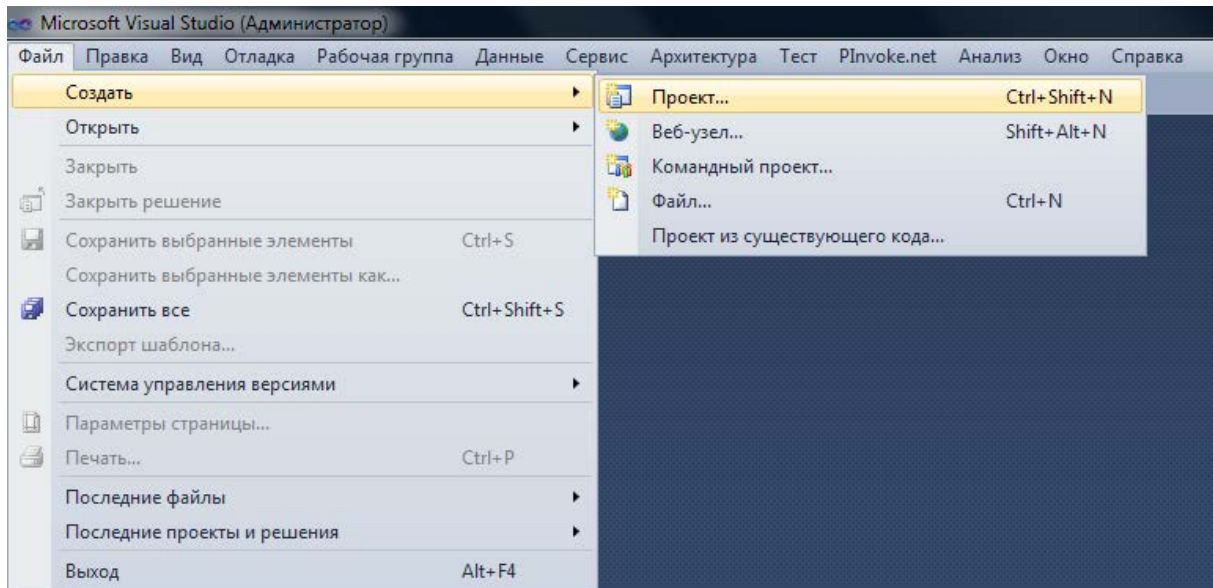 Microsoft Visual Studio (Администратор)
Файл Правка Вид Отладка Рабочая группа Данные Сервис Архитектура Тест PInvoke.net Анализ Окно Справка
Создать
Проект... Ctrl+Shift+N
Открыть
Веб-узел... Shift+Alt+N
Закрыть
Командный проект...
Закрыть решение
Файл... Ctrl+N
Сохранить выбранные элементы Ctrl+S
Проект из существующего кода...
Сохранить выбранные элементы как...
Сохранить все Ctrl+Shift+S
Экспорт шаблона...
Система управления версиями
Параметры страницы...
Печать... Ctrl+P
Последние файлы
Последние проекты и решения
Выход Alt+F4